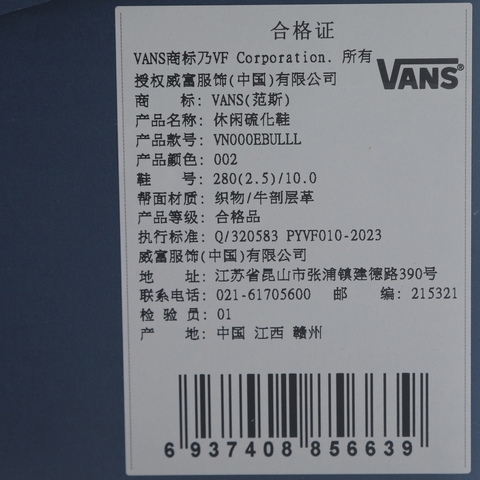 合格证
VANS商标乃VF Corporation. 所有
授权威富服饰(中国)有限公司
VANS®
商 标: VANS(范斯)
产品名称: 休闲硫化鞋
产品款号: VN000EBULLL
产品颜色: 002
鞋 号: 280(2.5)/10.0
帮面材质: 织物/牛剖层革
产品等级: 合格品
执行标准: Q/320583 PYVF010-2023
威富服饰(中国)有限公司
地 址: 江苏省昆山市张浦镇建德路390号
联系电话: 021-61705600 邮 编: 215321
检 验 员: 01
产 地: 中国 江西 赣州
6 937408 856639